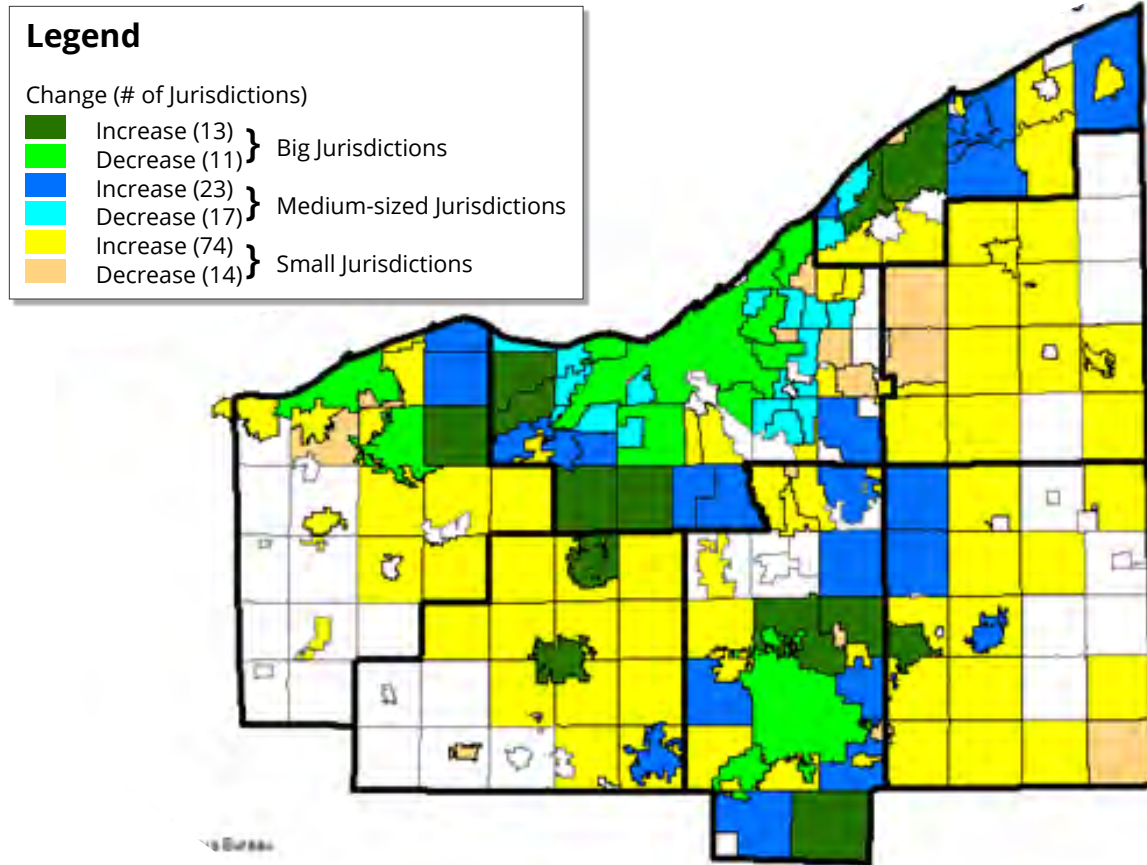 Legend
Change (# of Jurisdictions)
Increase (13)
Decrease (11)
} Big Jurisdictions
Increase (23)
Decrease (17)
} Medium-sized Jurisdictions
Increase (74)
Decrease (14)
} Small Jurisdictions
Bureau